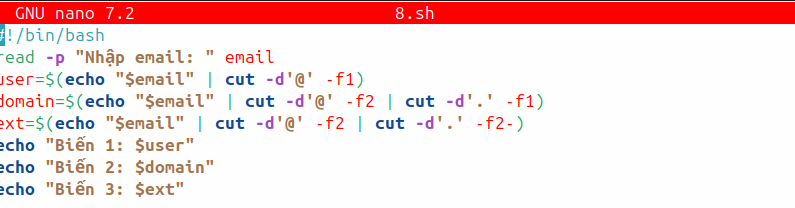 GNU nano 7.2 8.sh
#!/bin/bash
read -p "Nhập email: " email
user=$(echo "$email" | cut -d'@' -f1)
domain=$(echo "$email" | cut -d'@' -f2 | cut -d'.' -f1)
ext=$(echo "$email" | cut -d'@' -f2 | cut -d'.' -f2-)
echo "Biến 1: $user"
echo "Biến 2: $domain"
echo "Biến 3: $ext"